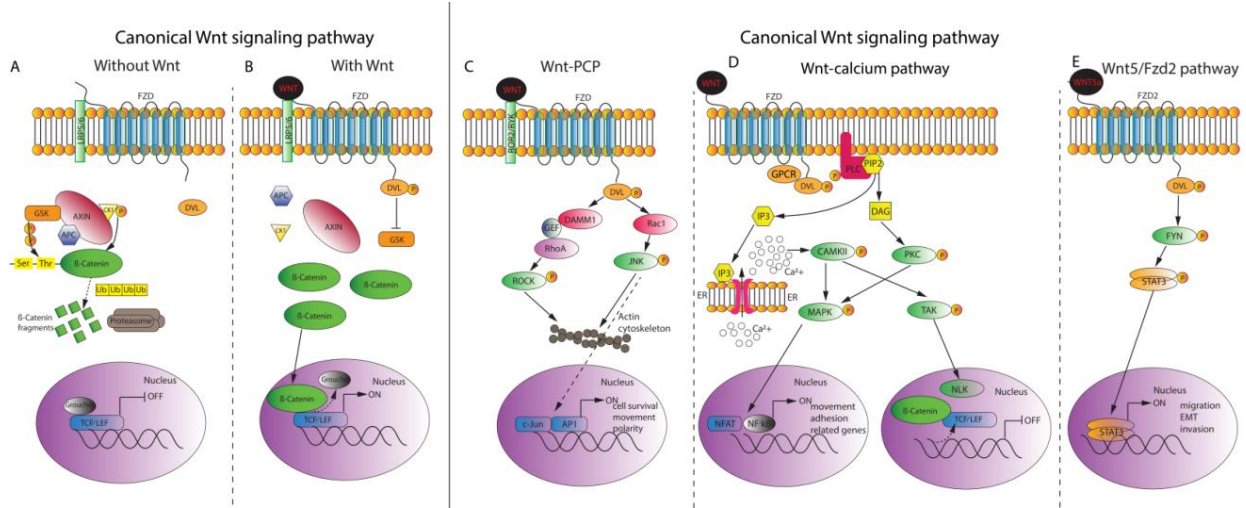 Canonical Wnt signaling pathway
Canonical Wnt signaling pathway
A
Without Wnt
FZD
LRP5/6
DVL
GSK
AXIN
CK1
P
APC
P
P
Ser
Thr
ß-Catenin
Ub Ub Ub Ub
ß-Catenin
fragments
Proteasome
Nucleus
Groucho
OFF
TCF/LEF
B
With Wnt
WNT
FZD
LRP5/6
APC
DVL
P
CK1
AXIN
GSK
ß-Catenin
ß-Catenin
ß-Catenin
Nucleus
Groucho
ß-Catenin
ON
TCF/LEF
C
Wnt-PCP
WNT
FZD
ROR2/RYK
DVL
P
DAMM1
Rac1
GEF
RhoA
JNK
P
ROCK
P
Actin
cytoskeleton
Nucleus
ON
cell survival
movement
polarity
c-Jun
AP1
D
Wnt-calcium pathway
WNT
FZD
GPCR
DVL
P
PLC
PIP2
IP3
DAG
Ca²+
CAMKII
P
PKC
P
IP3
ER
ER
Ca²+
MAPK
P
TAK
P
Nucleus
ON
movement
adhesion
related genes
NFAT
NFkB
NLK
Nucleus
ß-Catenin
TCF/LEF
OFF
E
Wnt5/Fzd2 pathway
WNT5a
FZD2
DVL
P
FYN
P
STAT3
P
Nucleus
ON
migration
EMT
invasion
STAT3